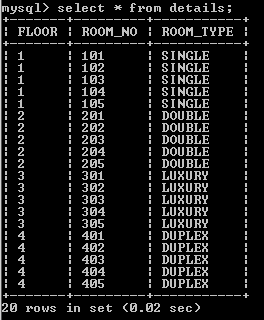 mysql> select * from details;
+-------+---------+-----------+
| FLOOR | ROOM_NO | ROOM_TYPE |
+-------+---------+-----------+
| 1 | 101 | SINGLE |
| 1 | 102 | SINGLE |
| 1 | 103 | SINGLE |
| 1 | 104 | SINGLE |
| 1 | 105 | SINGLE |
| 2 | 201 | DOUBLE |
| 2 | 202 | DOUBLE |
| 2 | 203 | DOUBLE |
| 2 | 204 | DOUBLE |
| 2 | 205 | DOUBLE |
| 3 | 301 | LUXURY |
| 3 | 302 | LUXURY |
| 3 | 303 | LUXURY |
| 3 | 304 | LUXURY |
| 3 | 305 | LUXURY |
| 4 | 401 | DUPLEX |
| 4 | 402 | DUPLEX |
| 4 | 403 | DUPLEX |
| 4 | 404 | DUPLEX |
| 4 | 405 | DUPLEX |
+-------+---------+-----------+
20 rows in set (0.02 sec)